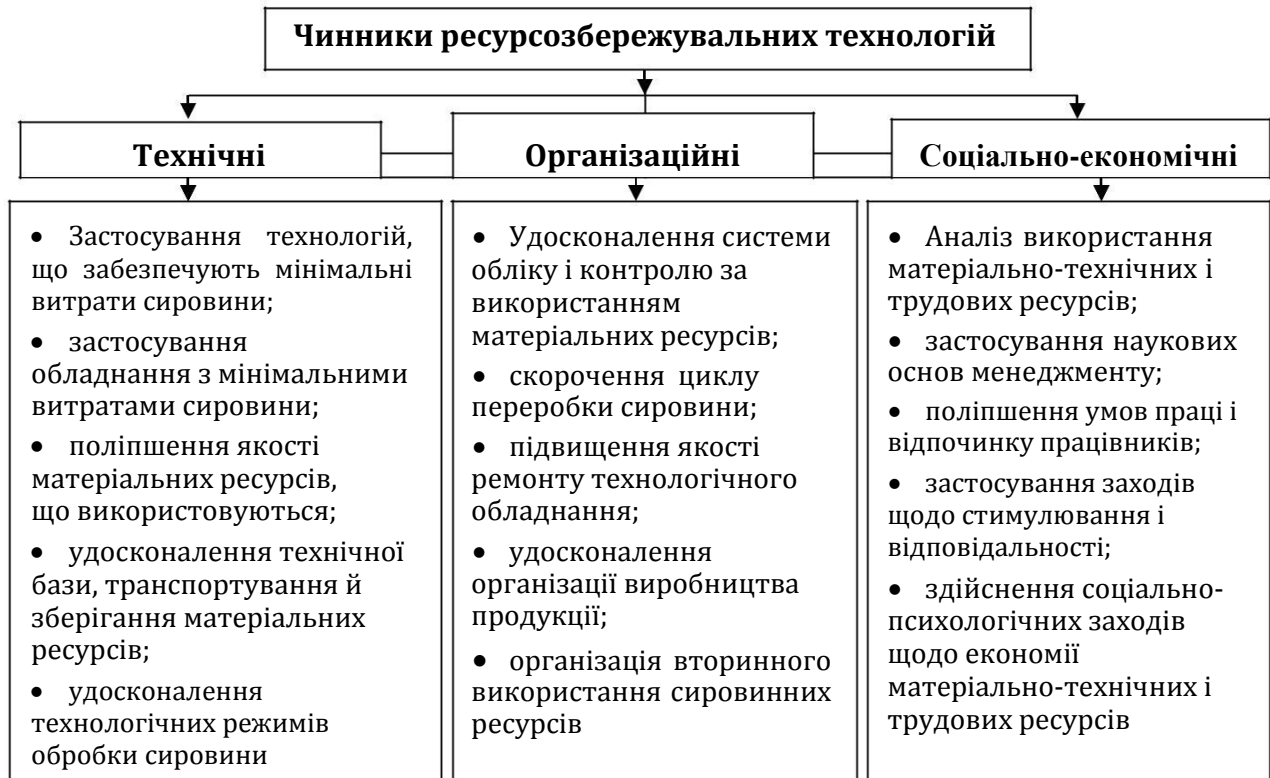 Чинники ресурсозбережувальних технологій
Технічні
Організаційні
Соціально-економічні
• Застосування технологій,
що забезпечують мінімальні
витрати сировини;
• застосування
обладнання з мінімальними
витратами сировини;
• поліпшення якості
матеріальних ресурсів,
що використовуються;
• удосконалення технічної
бази, транспортування й
зберігання матеріальних
ресурсів;
• удосконалення
технологічних режимів
обробки сировини
• Удосконалення системи
обліку і контролю за
використанням
матеріальних ресурсів;
• скорочення циклу
переробки сировини;
• підвищення якості
ремонту технологічного
обладнання;
• удосконалення
організації виробництва
продукції;
• організація вторинного
використання сировинних
ресурсів
• Аналіз використання
матеріально-технічних і
трудових ресурсів;
• застосування наукових
основ менеджменту;
• поліпшення умов праці і
відпочинку працівників;
• застосування заходів
щодо стимулювання і
відповідальності;
• здійснення соціально-
психологічних заходів
щодо економії
матеріально-технічних і
трудових ресурсів